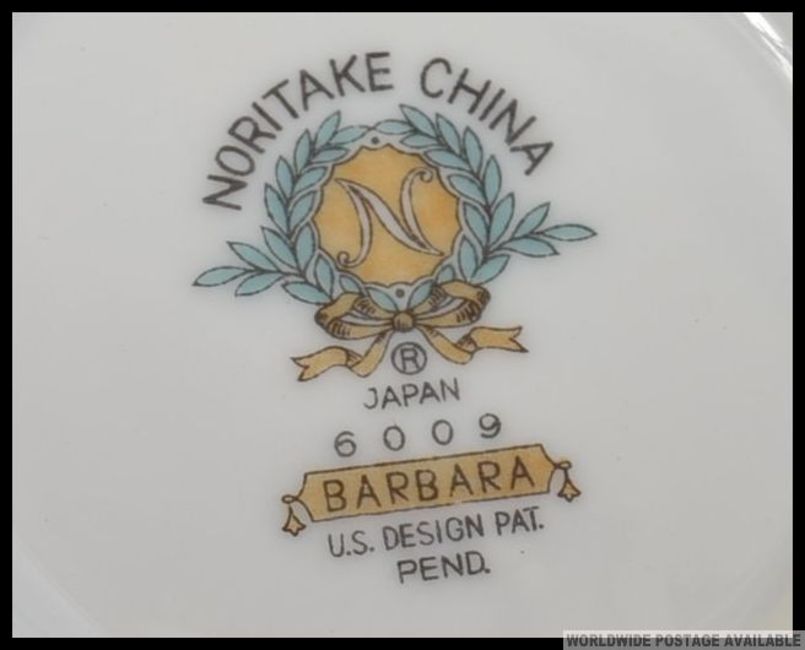 NORITAKE CHINA
N
®
JAPAN
6009
BARBARA
U.S. DESIGN PAT.
PEND.
WORLDWIDE POSTAGE AVAILABLE